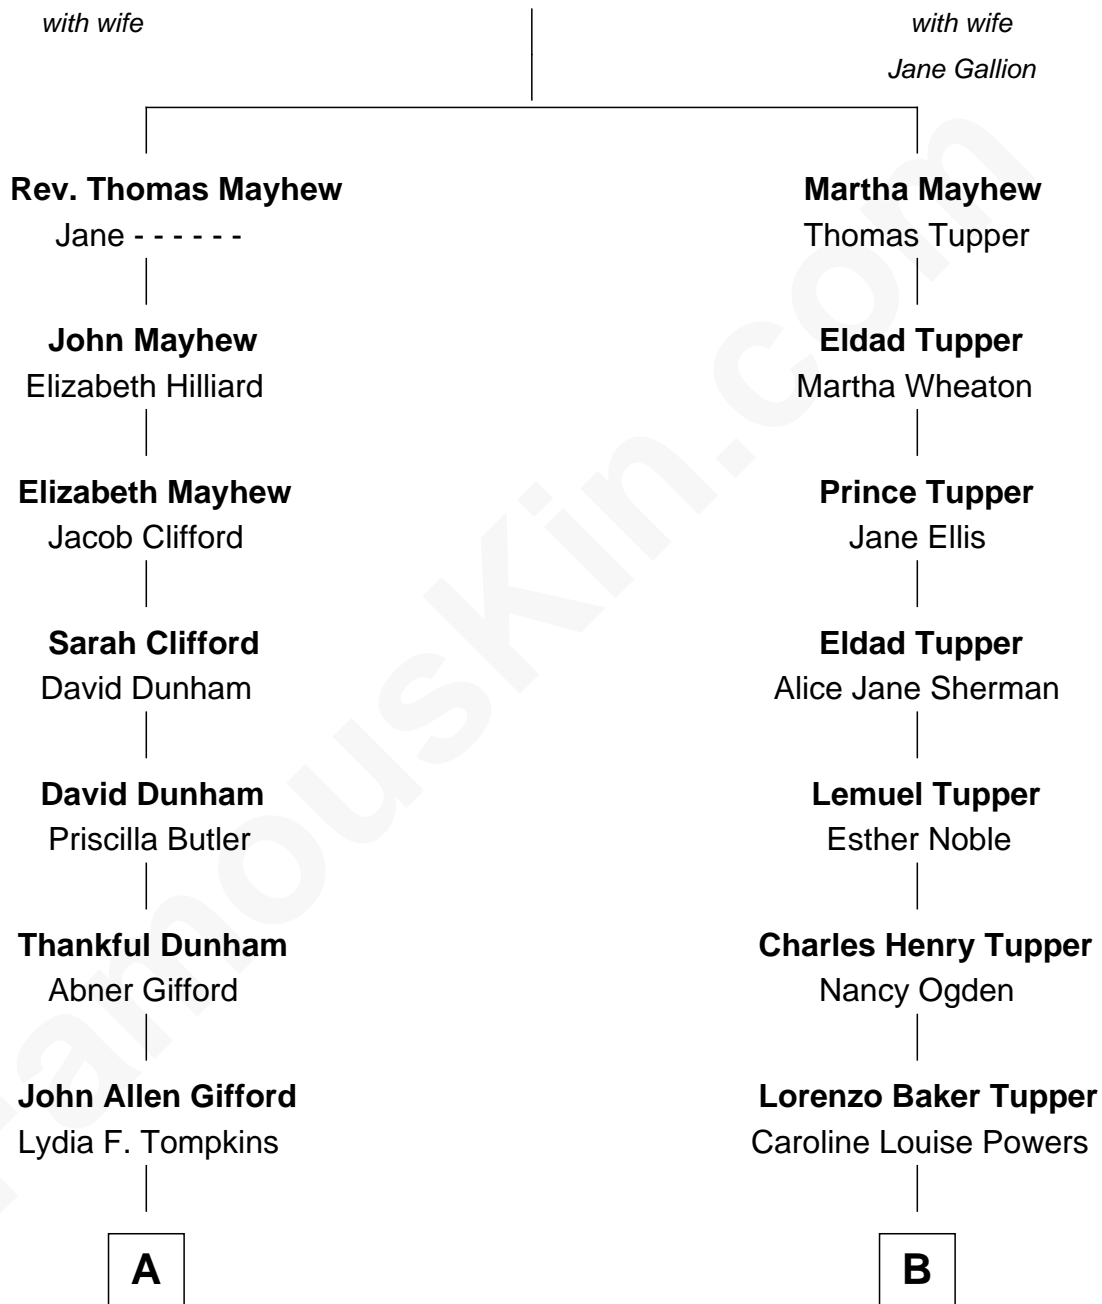 with wife
with wife
Jane Gallion
Rev. Thomas Mayhew
Jane - - - - - -
Martha Mayhew
Thomas Tupper
John Mayhew
Elizabeth Hilliard
Eldad Tupper
Martha Wheaton
Elizabeth Mayhew
Jacob Clifford
Prince Tupper
Jane Ellis
Sarah Clifford
David Dunham
Eldad Tupper
Alice Jane Sherman
David Dunham
Priscilla Butler
Lemuel Tupper
Esther Noble
Thankful Dunham
Abner Gifford
Charles Henry Tupper
Nancy Ogden
John Allen Gifford
Lydia F. Tompkins
Lorenzo Baker Tupper
Caroline Louise Powers
A
B
FamousKin.com